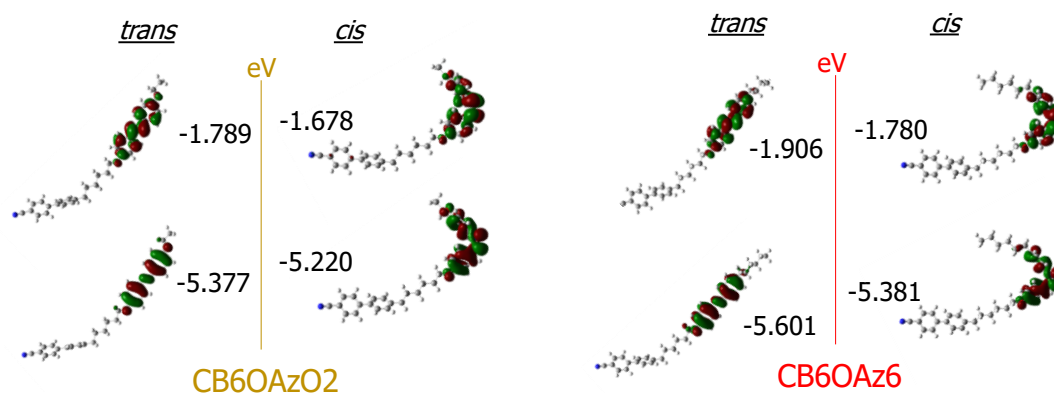 trans
cis
eV
-1.789
-1.678
-5.377
-5.220
CB6OAzO2
trans
cis
eV
-1.906
-1.780
-5.601
-5.381
CB6OAz6